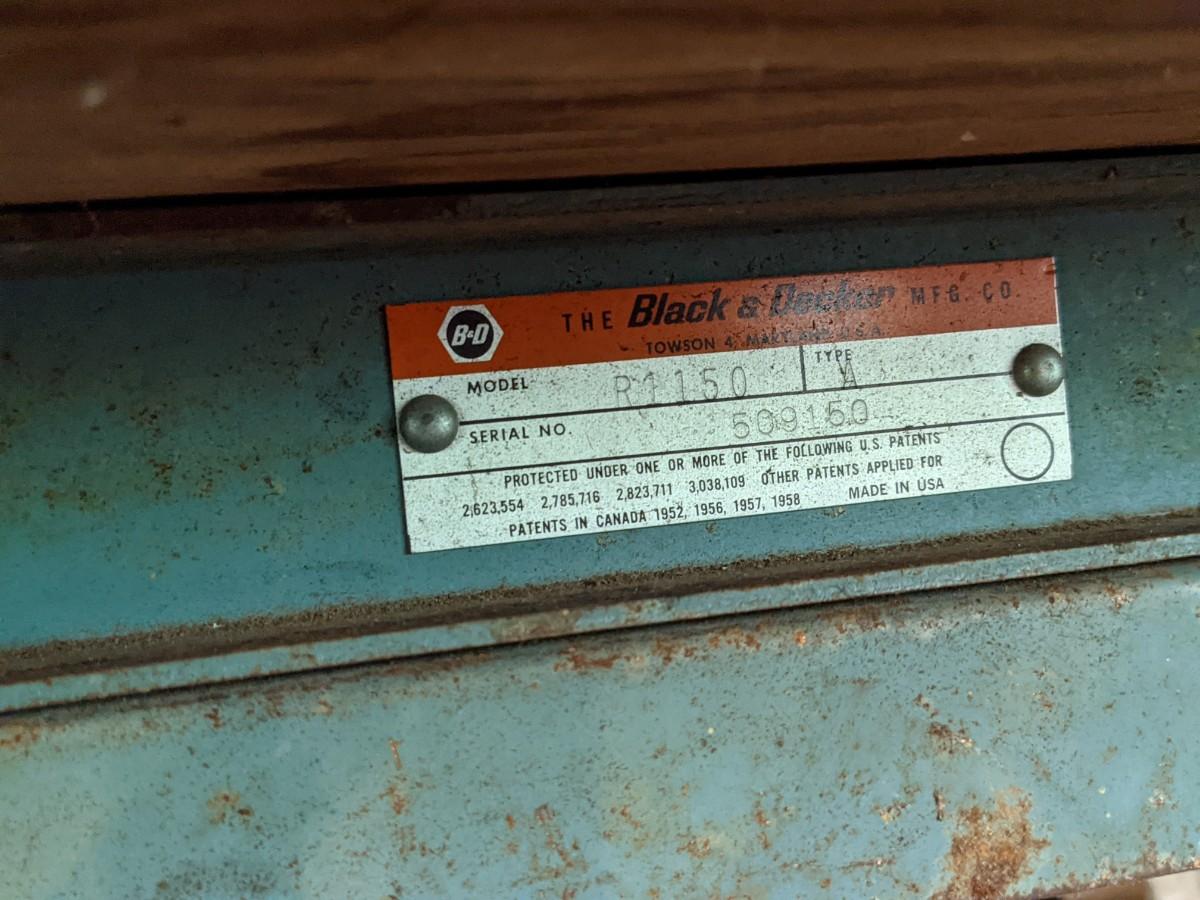 B&D
THE Black & Decker MFG. CO.
TOWSON 4, MARYLAND U.S.A.
MODEL R1150 TYPE A
SERIAL NO. 509150
PROTECTED UNDER ONE OR MORE OF THE FOLLOWING U.S. PATENTS
2,623,554 2,785,716 2,823,711 3,038,109 OTHER PATENTS APPLIED FOR
PATENTS IN CANADA 1952, 1956, 1957, 1958 MADE IN USA